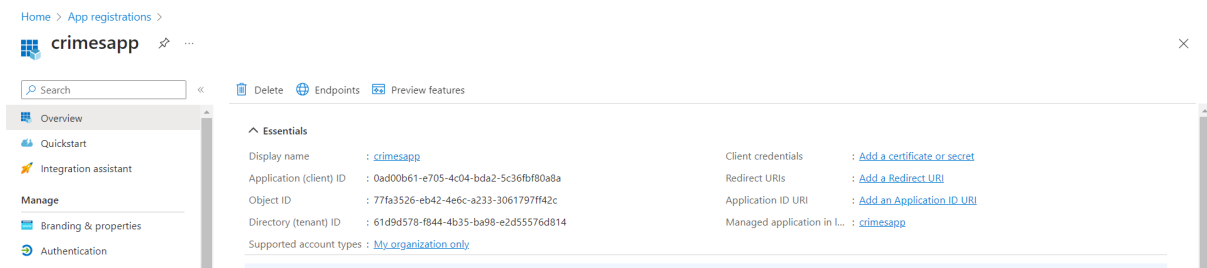 Home > App registrations >
crimesapp
Search
Overview
Quickstart
Integration assistant
Manage
Branding & properties
Authentication
Delete Endpoints Preview features
Essentials
Display name : crimesapp
Application (client) ID : 0ad00b61-e705-4c04-bda2-5c36fbf80a8a
Object ID : 77fa3526-eb42-4e6c-a233-3061797ff42c
Directory (tenant) ID : 61d9d578-f844-4b35-ba98-e2d55576d814
Supported account types : My organization only
Client credentials : Add a certificate or secret
Redirect URIs : Add a Redirect URI
Application ID URI : Add an Application ID URI
Managed application in l... : crimesapp